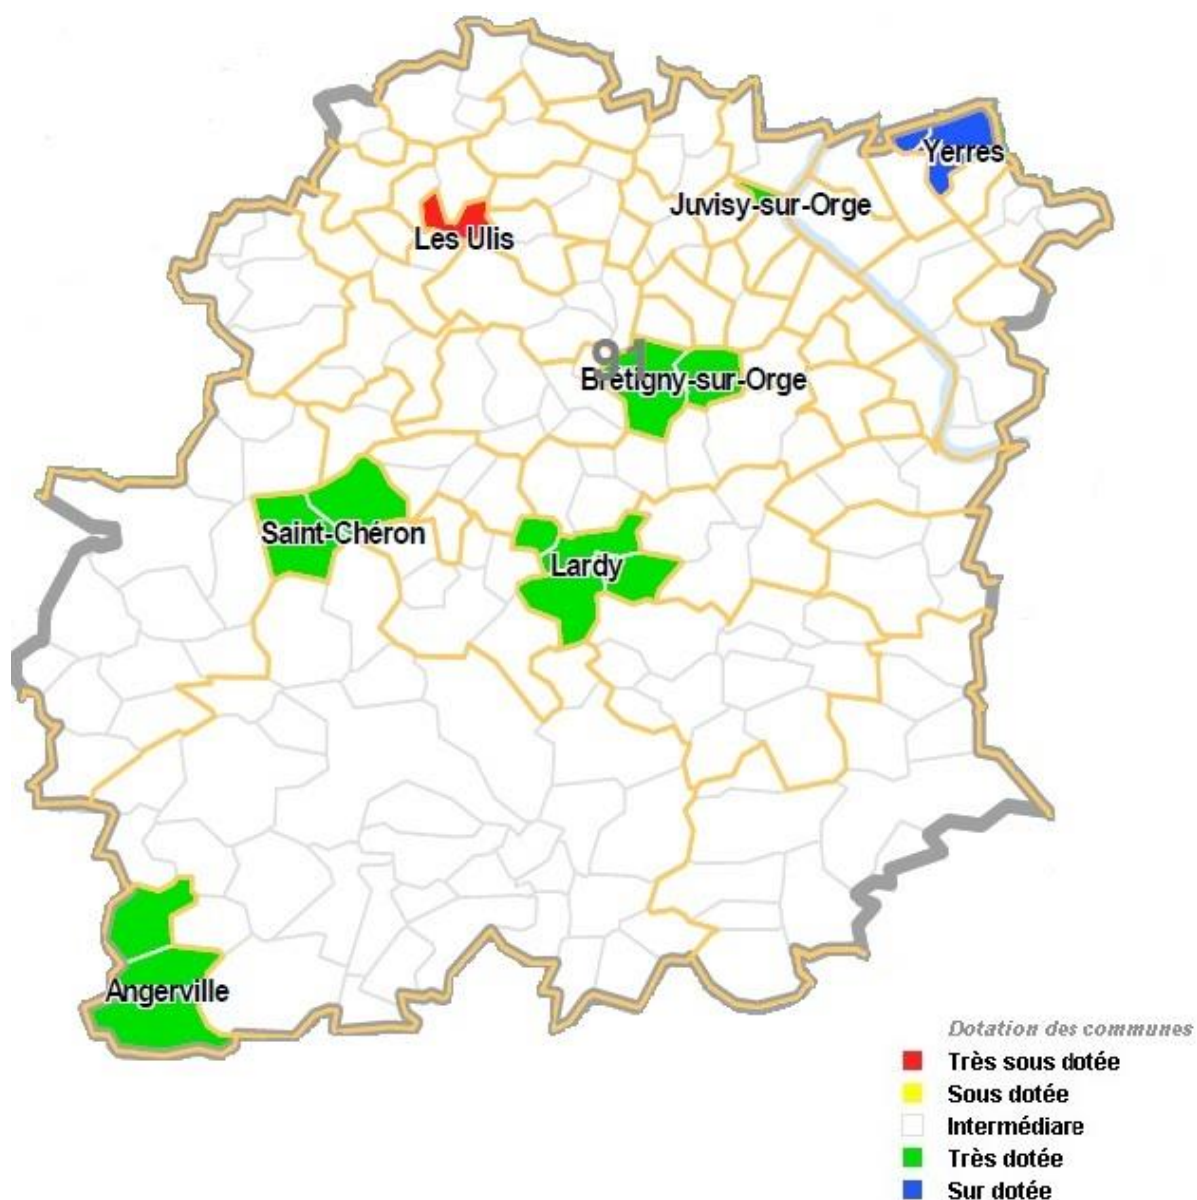 Yerres
Juvisy-sur-Orge
Les Ulis
91
Brétigny-sur-Orge
Saint-Chéron
Lardy
Angerville
Dotation des communes
Très sous dotée
Sous dotée
Intermédiare
Très dotée
Sur dotée